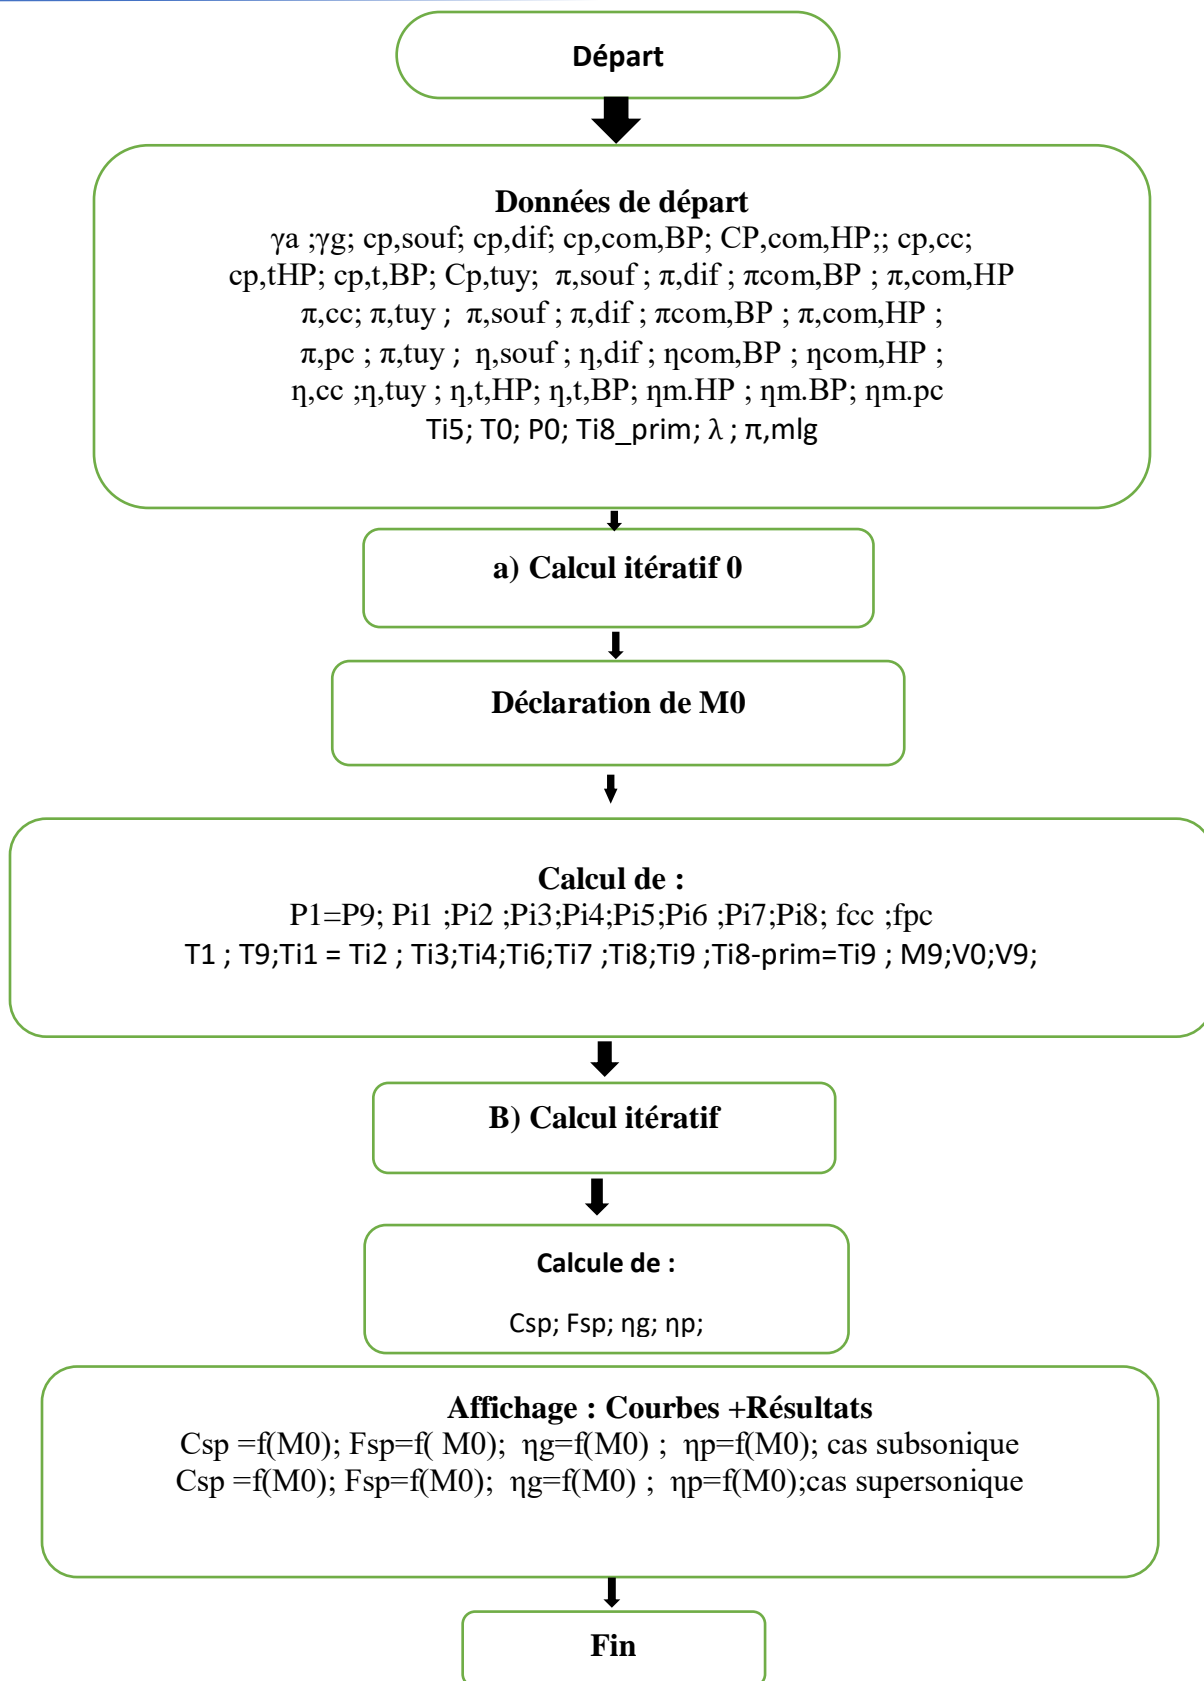 Départ
Données de départ
γa ;γg; cp,souf; cp,dif; cp,com,BP; CP,com,HP;; cp,cc;
cp,tHP; cp,t,BP; Cp,tuy; π,souf ; π,dif ; πcom,BP ; π,com,HP
π,cc; π,tuy ; π,souf ; π,dif ; πcom,BP ; π,com,HP ;
π,pc ; π,tuy ; η,souf ; η,dif ; ηcom,BP ; ηcom,HP ;
η,cc ;η,tuy ; η,t,HP; η,t,BP; ηm.HP ; ηm.BP; ηm.pc
Ti5; T0; P0; Ti8_prim; λ ; π,mlg
a) Calcul itératif 0
Déclaration de M0
Calcul de :
P1=P9; Pi1 ;Pi2 ;Pi3;Pi4;Pi5;Pi6 ;Pi7;Pi8; fcc ;fpc
T1 ; T9;Ti1 = Ti2 ; Ti3;Ti4;Ti6;Ti7 ;Ti8;Ti9 ;Ti8-prim=Ti9 ; M9;V0;V9;
B) Calcul itératif
Calcule de :
Csp; Fsp; ηg; ηp;
Affichage : Courbes +Résultats
Csp =f(M0); Fsp=f( M0); ηg=f(M0) ; ηp=f(M0); cas subsonique
Csp =f(M0); Fsp=f(M0); ηg=f(M0) ; ηp=f(M0);cas supersonique
Fin